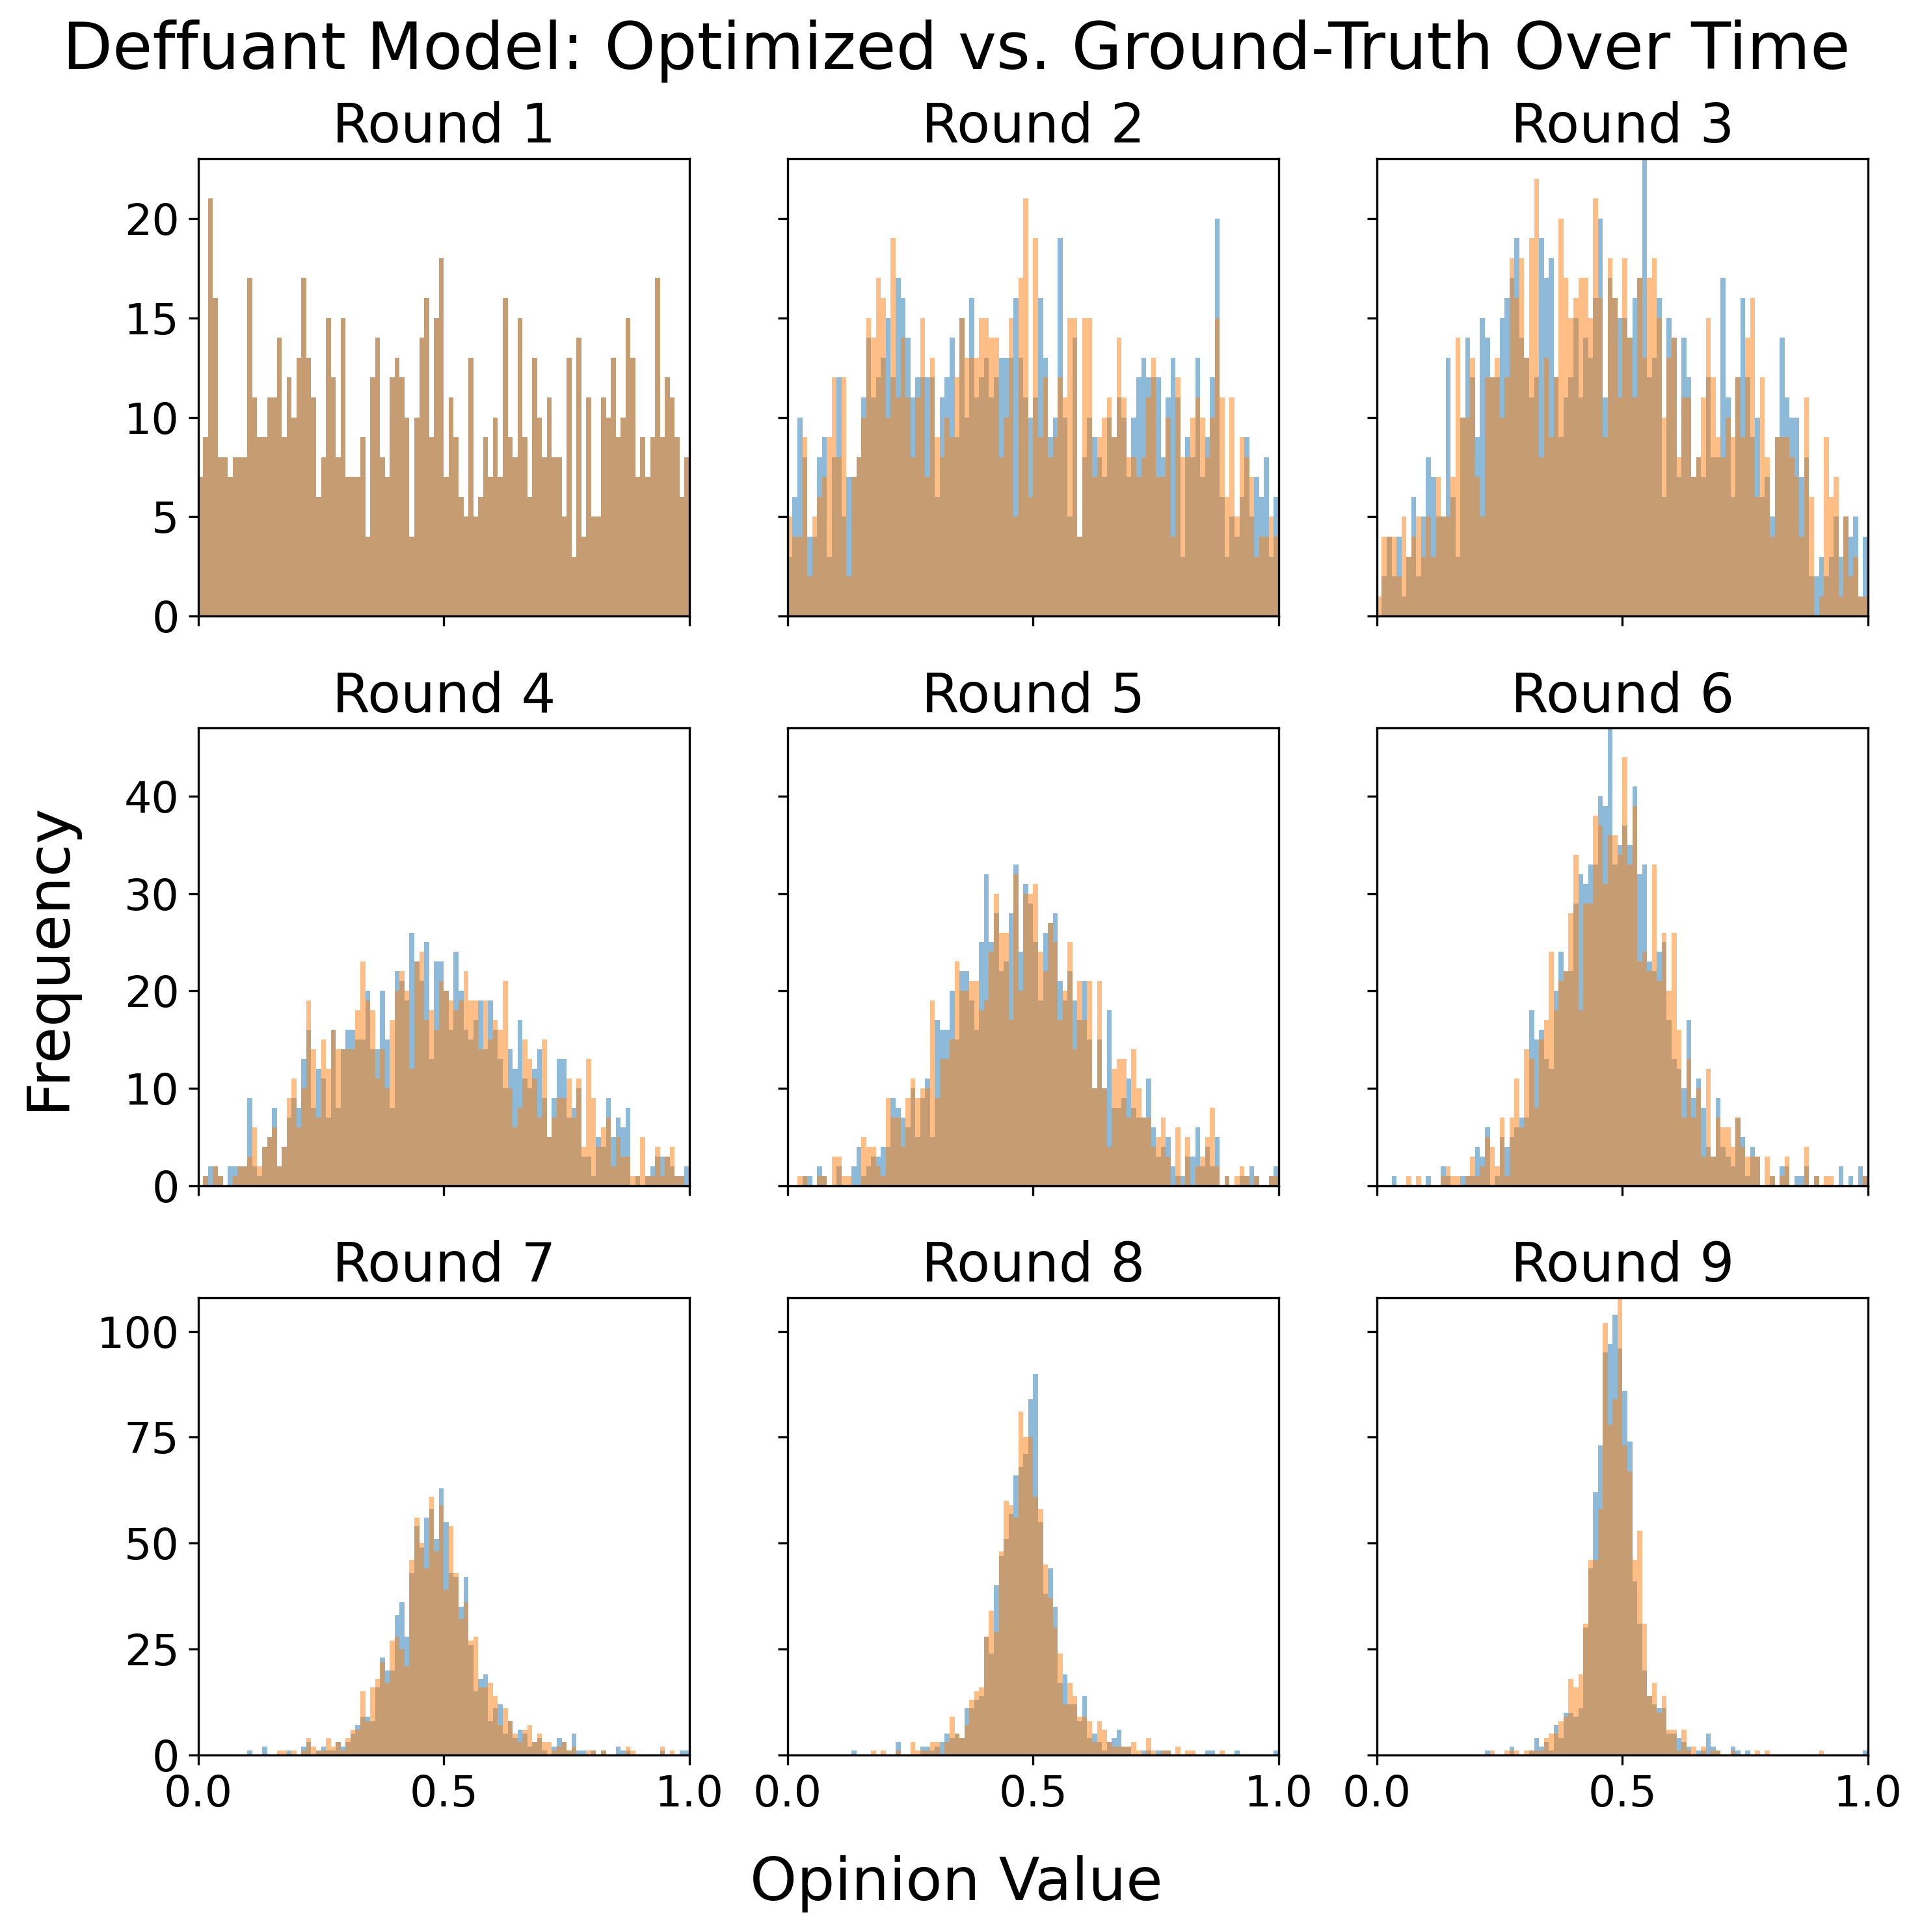 Deffuant Model: Optimized vs. Ground-Truth Over Time
Round 1
Round 2
Round 3
20
15
10
5
0
Round 4
Round 5
Round 6
40
30
20
10
0
Frequency
Round 7
Round 8
Round 9
100
75
50
25
0
0.0 0.5 1.0 0.0 0.5 1.0 0.0 0.5 1.0
Opinion Value